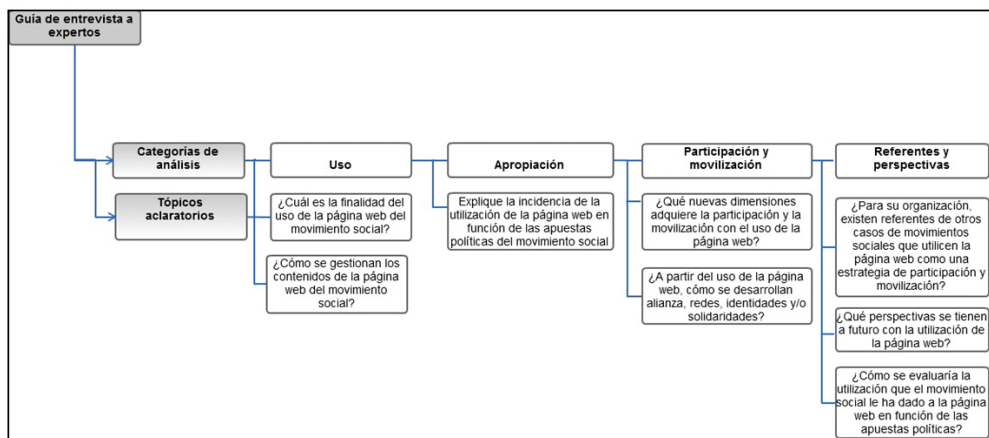 Guía de entrevista a
expertos
Categorías de
análisis
Uso
Apropiación
Participación y
movilización
Referentes y
perspectivas
Tópicos
aclaratorios
¿Cuál es la finalidad del
uso de la página web del
movimiento social?
¿Cómo se gestionan los
contenidos de la página
web del movimiento
social?
Explique la incidencia de la
utilización de la página web en
función de las apuestas
políticas del movimiento social
¿Qué nuevas dimensiones
adquiere la participación y la
movilización con el uso de la
página web?
¿A partir del uso de la página
web, cómo se desarrollan
alianza, redes, identidades y/o
solidaridades?
¿Para su organización,
existen referentes de otros
casos de movimientos
sociales que utilicen la
página web como una
estrategia de participación y
movilización?
¿Qué perspectivas se tienen
a futuro con la utilización de
la página web?
¿Cómo se evaluaría la
utilización que el movimiento
social le ha dado a la página
web en función de las
apuestas políticas?